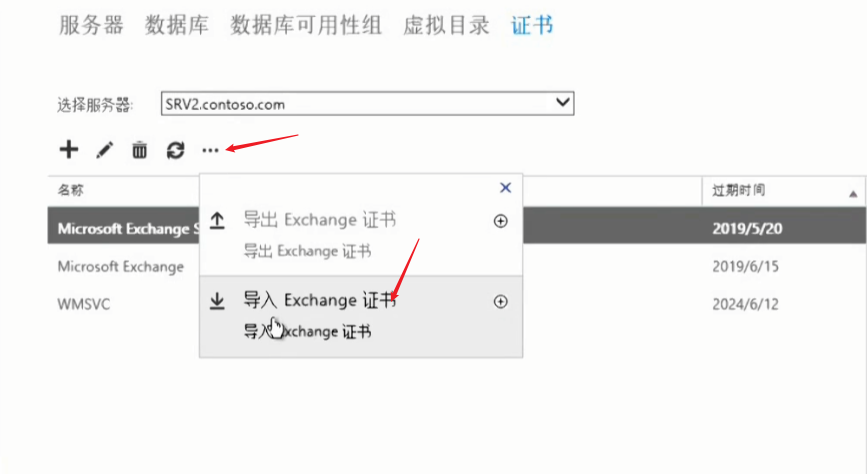 服务器 数据库 数据库可用性组 虚拟目录 证书
选择服务器: SRV2.contoso.com
名称 过期时间
导出 Exchange 证书
Microsoft Exchange S 2019/5/20
导出 Exchange 证书
Microsoft Exchange 2019/6/15
导入 Exchange 证书
WMSVC 2024/6/12
导入 Exchange 证书